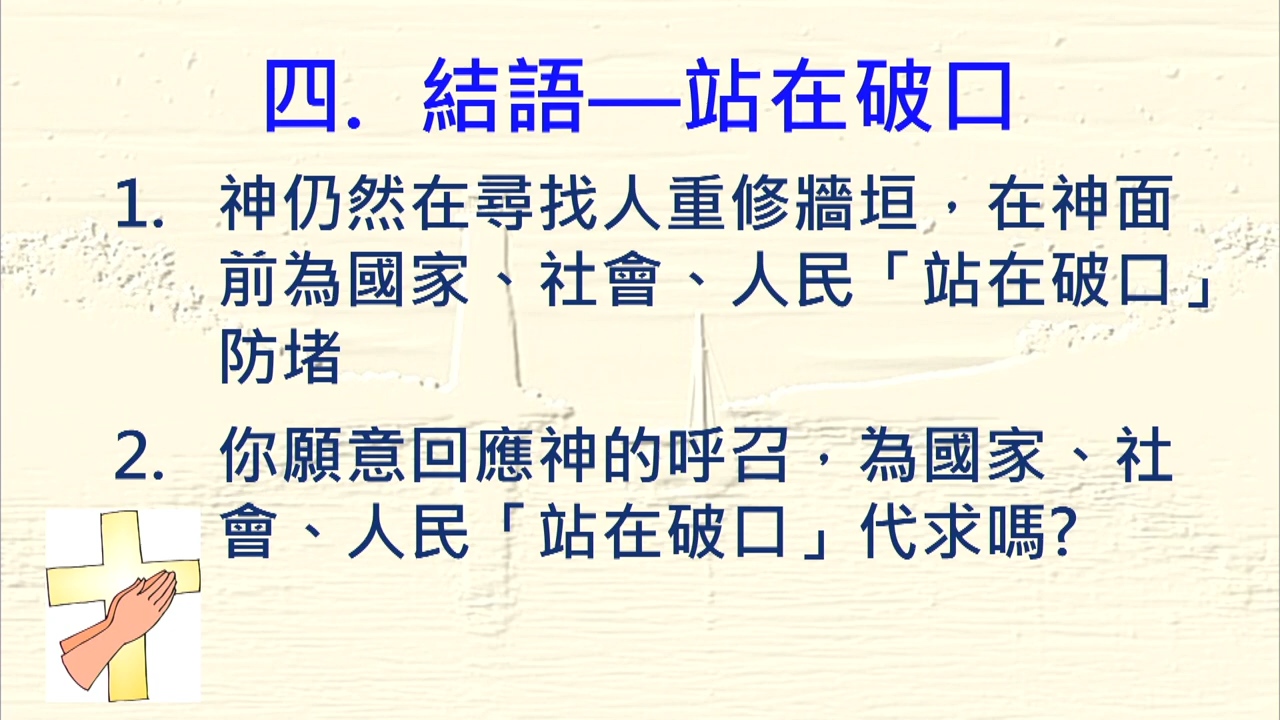 四. 結語—站在破口
1. 神仍然在尋找人重修牆垣，在神面
前為國家、社會、人民「站在破口」
防堵
2. 你願意回應神的呼召，為國家、社
會、人民「站在破口」代求嗎?